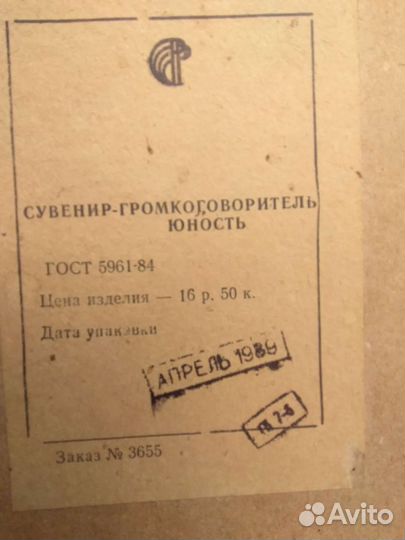 СУВЕНИР-ГРОМКОГОВОРИТЕЛЬ
ЮНОСТЬ
ГОСТ 5961-84
Цена изделия — 16 р. 50 к.
Дата упаковки
АПРЕЛЬ 1989
Заказ № 3655
Avito